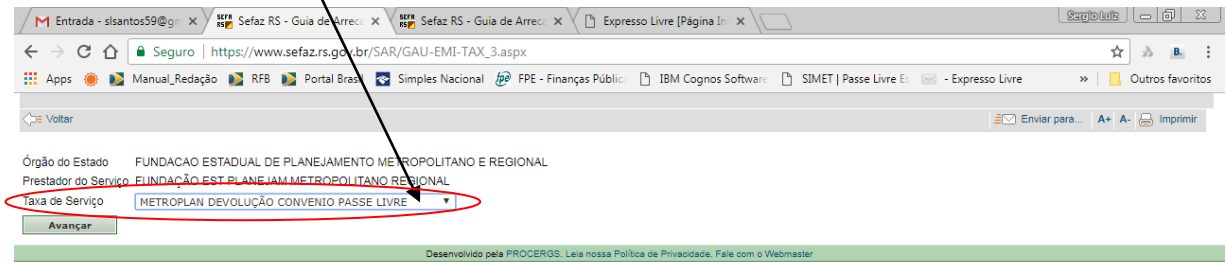 Entrada - slsantos59@gm
Sefaz RS - Guia de Arreca
Sefaz RS - Guia de Arreca
Expresso Livre [Página In
Sergio Luiz
Seguro | https://www.sefaz.rs.gov.br/SAR/GAU-EMI-TAX_3.aspx
Apps Manual_Redação RFB Portal Brasil Simples Nacional FPE - Finanças Públic IBM Cognos Software SIMET | Passe Livre Es - Expresso Livre » Outros favoritos
Voltar Enviar para... A+ A- Imprimir
Órgão do Estado FUNDACAO ESTADUAL DE PLANEJAMENTO METROPOLITANO E REGIONAL
Prestador do Serviço FUNDAÇÃO EST PLANEJAM METROPOLITANO REGIONAL
Taxa de Serviço METROPLAN DEVOLUÇÃO CONVENIO PASSE LIVRE
Avançar
Desenvolvido pela PROCERGS. Leia nossa Política de Privacidade. Fale com o Webmaster